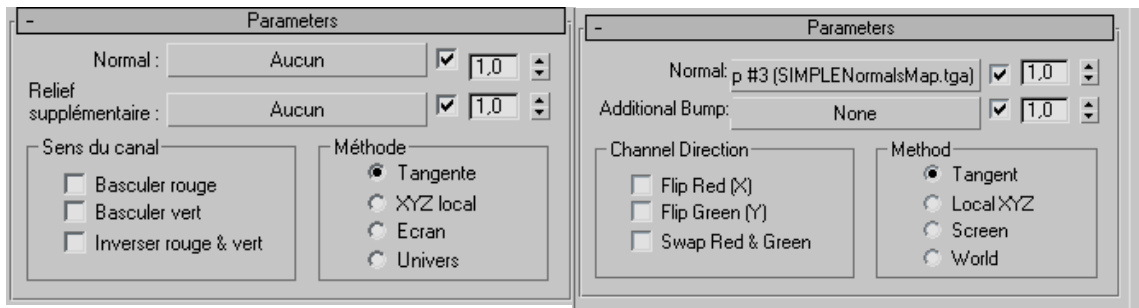 - Parameters
Normal : Aucun 1,0
Relief
supplémentaire : Aucun 1,0
Sens du canal
Basculer rouge
Basculer vert
Inverser rouge & vert
Méthode
Tangente
XYZ local
Ecran
Univers
- Parameters
Normal: p #3 (SIMPLENormalsMap.tga) 1,0
Additional Bump: None 1,0
Channel Direction
Flip Red (X)
Flip Green (Y)
Swap Red & Green
Method
Tangent
Local XYZ
Screen
World